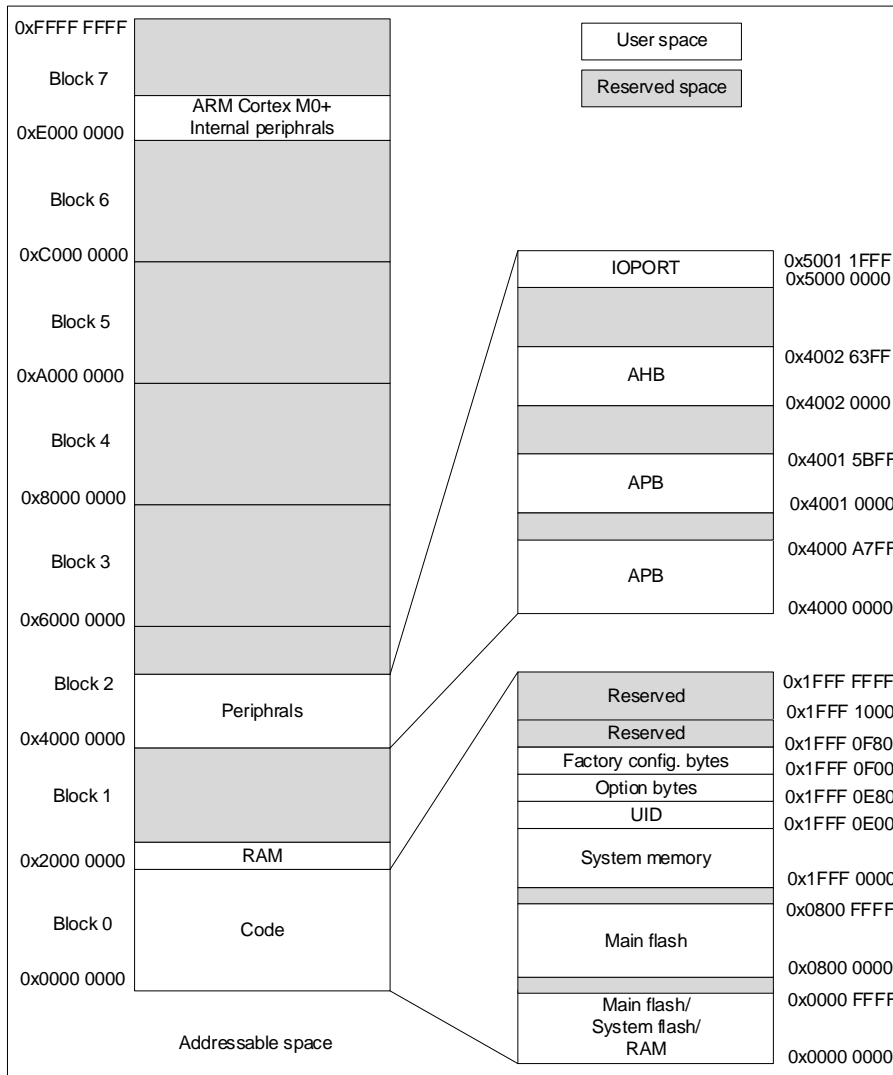 0xFFFF FFFF
Block 7
ARM Cortex M0+
Internal periphrals
0xE000 0000
Block 6
0xC000 0000
Block 5
0xA000 0000
Block 4
0x8000 0000
Block 3
0x6000 0000
Block 2
Periphrals
0x4000 0000
Block 1
RAM
0x2000 0000
Block 0
Code
0x0000 0000
Addressable space
User space
Reserved space
IOPORT
0x5001 1FFF
0x5000 0000
0x4002 63FF
AHB
0x4002 0000
0x4001 5BFF
APB
0x4001 0000
0x4000 A7FF
APB
0x4000 0000
0x1FFF FFFF
Reserved
0x1FFF 1000
Reserved
0x1FFF 0F80
Factory config. bytes
0x1FFF 0F00
Option bytes
0x1FFF 0E80
UID
0x1FFF 0E00
System memory
0x1FFF 0000
0x0800 FFFF
Main flash
0x0800 0000
0x0000 FFFF
Main flash/
System flash/
RAM
0x0000 0000